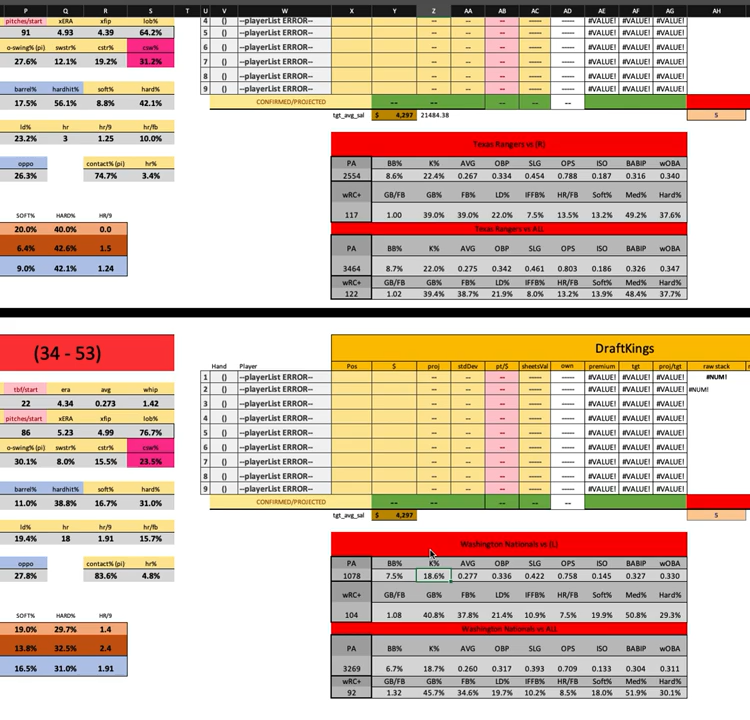 P Q R S T U V W X Y Z AA AB AC AD AE AF AG AH
pitches/start xERA xfip lob% 4 () --playerList ERROR-- -- -- -- ----- ----- #VALUE! #VALUE! #VALUE!
91 4.93 4.39 64.2% 5 () --playerList ERROR-- -- -- -- ----- ----- #VALUE! #VALUE! #VALUE!
o-swing% (pi) swstr% cstr% csw% 6 () --playerList ERROR-- -- -- -- ----- ----- #VALUE! #VALUE! #VALUE!
27.6% 12.1% 19.2% 31.2% 7 () --playerList ERROR-- -- -- -- ----- ----- #VALUE! #VALUE! #VALUE!
8 () --playerList ERROR-- -- -- -- ----- ----- #VALUE! #VALUE! #VALUE!
barrel% hardhit% soft% hard% 9 () --playerList ERROR-- -- -- -- ----- ----- #VALUE! #VALUE! #VALUE!
17.5% 56.1% 8.8% 42.1% CONFIRMED/PROJECTED -- -- -- -- --
tgt_avg_sal $ 4,297 21484.38 5
ld% hr hr/9 hr/fb
23.2% 3 1.25 10.0% Texas Rangers vs (R)
oppo contact% (pi) hr% PA BB% K% AVG OBP SLG OPS ISO BABIP wOBA
26.3% 74.7% 3.4% 2554 8.6% 22.4% 0.267 0.334 0.454 0.788 0.187 0.316 0.340
wRC+ GB/FB GB% FB% LD% IFFB% HR/FB Soft% Med% Hard%
SOFT% HARD% HR/9 117 1.00 39.0% 39.0% 22.0% 7.5% 13.5% 13.2% 49.2% 37.6%
20.0% 40.0% 0.0 Texas Rangers vs ALL
6.4% 42.6% 1.5 PA BB% K% AVG OBP SLG OPS ISO BABIP wOBA
9.0% 42.1% 1.24 3464 8.7% 22.0% 0.275 0.342 0.461 0.803 0.186 0.326 0.347
wRC+ GB/FB GB% FB% LD% IFFB% HR/FB Soft% Med% Hard%
122 1.02 39.4% 38.7% 21.9% 8.0% 13.2% 13.9% 48.4% 37.7%
(34 - 53) DraftKings
Hand Player Pos $ proj stdDev pt/$ sheetsVal own premium tgt proj/tgt raw stack
1 () --playerList ERROR-- -- -- -- ----- ----- #VALUE! #VALUE! #VALUE! #NUM!
tbf/start era avg whip 2 () --playerList ERROR-- -- -- -- ----- ----- #VALUE! #VALUE! #VALUE! #NUM!
22 4.34 0.273 1.42 3 () --playerList ERROR-- -- -- -- ----- ----- #VALUE! #VALUE! #VALUE!
pitches/start xERA xfip lob% 4 () --playerList ERROR-- -- -- -- ----- ----- #VALUE! #VALUE! #VALUE!
86 5.23 4.99 76.7% 5 () --playerList ERROR-- -- -- -- ----- ----- #VALUE! #VALUE! #VALUE!
o-swing% (pi) swstr% cstr% csw% 6 () --playerList ERROR-- -- -- -- ----- ----- #VALUE! #VALUE! #VALUE!
30.1% 8.0% 15.5% 23.5% 7 () --playerList ERROR-- -- -- -- ----- ----- #VALUE! #VALUE! #VALUE!
8 () --playerList ERROR-- -- -- -- ----- ----- #VALUE! #VALUE! #VALUE!
barrel% hardhit% soft% hard% 9 () --playerList ERROR-- -- -- -- ----- ----- #VALUE! #VALUE! #VALUE!
11.0% 38.8% 16.7% 31.0% CONFIRMED/PROJECTED -- -- -- -- --
tgt_avg_sal $ 4,297 5
ld% hr hr/9 hr/fb
19.4% 18 1.91 15.7% Washington Nationals vs (L)
oppo contact% (pi) hr% PA BB% K% AVG OBP SLG OPS ISO BABIP wOBA
27.8% 83.6% 4.8% 1078 7.5% 18.6% 0.277 0.336 0.422 0.758 0.145 0.327 0.330
wRC+ GB/FB GB% FB% LD% IFFB% HR/FB Soft% Med% Hard%
SOFT% HARD% HR/9 104 1.08 40.8% 37.8% 21.4% 10.9% 7.5% 19.9% 50.8% 29.3%
19.0% 29.7% 1.4 Washington Nationals vs ALL
13.8% 32.5% 2.4 PA BB% K% AVG OBP SLG OPS ISO BABIP wOBA
16.5% 31.0% 1.91 3269 6.7% 18.7% 0.260 0.317 0.393 0.709 0.133 0.304 0.311
wRC+ GB/FB GB% FB% LD% IFFB% HR/FB Soft% Med% Hard%
92 1.32 45.7% 34.6% 19.7% 10.2% 8.5% 18.0% 51.9% 30.1%